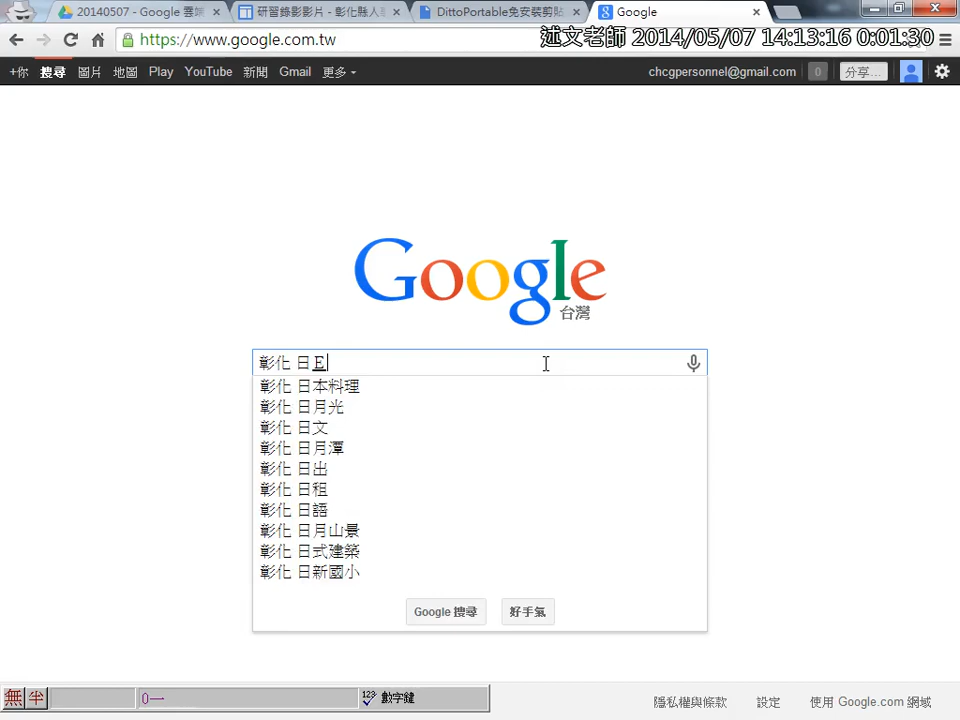 20140507 - Google 雲端
研習錄影影片 - 彰化縣人
DittoPortable免安裝剪貼
Google
https://www.google.com.tw
述文老師 2014/05/07 14:13:16 0:01:30
+你 搜尋 圖片 地圖 Play YouTube 新聞 Gmail 更多
chcgpersonnel@gmail.com 0 分享...
Google
台灣
彰化 日E
彰化 日本料理
彰化 日月光
彰化 日文
彰化 日月潭
彰化 日出
彰化 日租
彰化 日語
彰化 日月山景
彰化 日式建築
彰化 日新國小
Google 搜尋 好手氣
無 半 0一 123 數字鍵
隱私權與條款 設定 使用 Google.com 網域